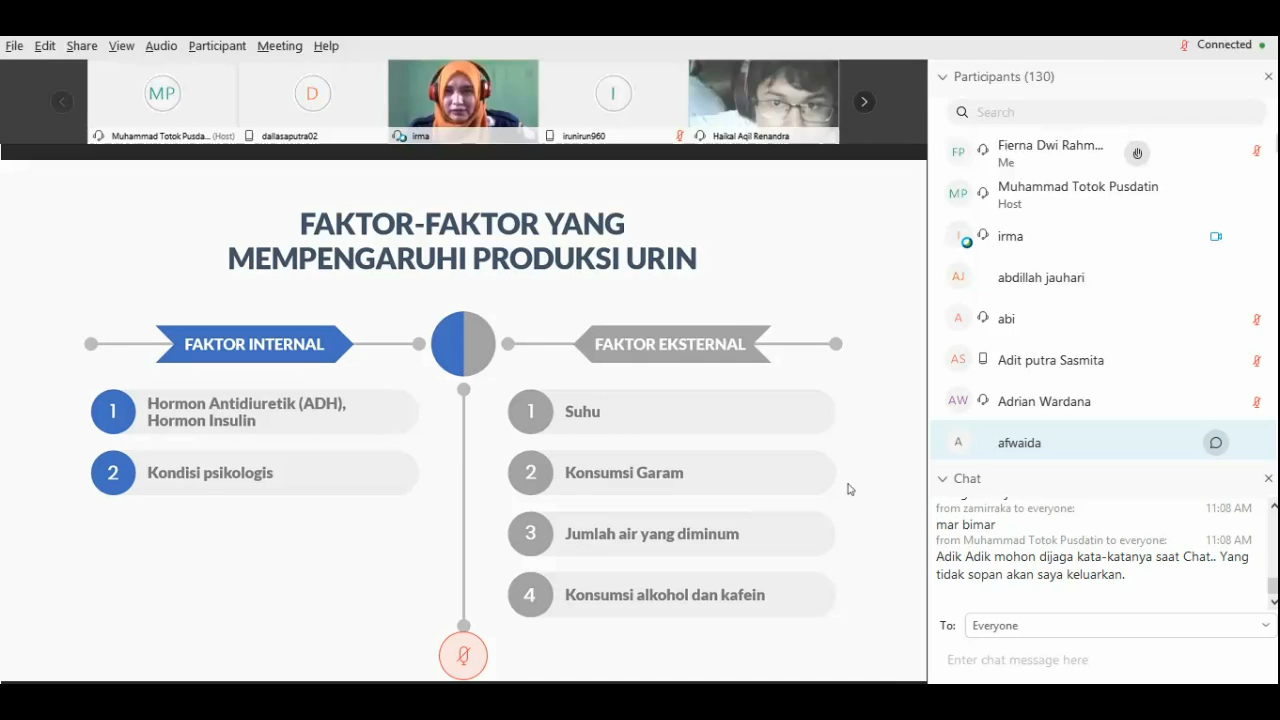 File Edit Share View Audio Participant Meeting Help
Connected
MP
D
I
Muhammad Totok Pusda... (Host)
dallasaputra02
irma
irunirun960
Haikal Aqil Renandra
FAKTOR-FAKTOR YANG
MEMPENGARUHI PRODUKSI URIN
FAKTOR INTERNAL
1
Hormon Antidiuretik (ADH),
Hormon Insulin
2
Kondisi psikologis
FAKTOR EKSTERNAL
1
Suhu
2
Konsumsi Garam
3
Jumlah air yang diminum
4
Konsumsi alkohol dan kafein
Participants (130)
Search
FP Fierna Dwi Rahm...
Me
MP Muhammad Totok Pusdatin
Host
I irma
AJ abdillah jauhari
A abi
AS Adit putra Sasmita
AW Adrian Wardana
A afwaida
Chat
from zamirraka to everyone: 11:08 AM
mar bimar
from Muhammad Totok Pusdatin to everyone: 11:08 AM
Adik Adik mohon dijaga kata-katanya saat Chat.. Yang
tidak sopan akan saya keluarkan.
To: Everyone
Enter chat message here